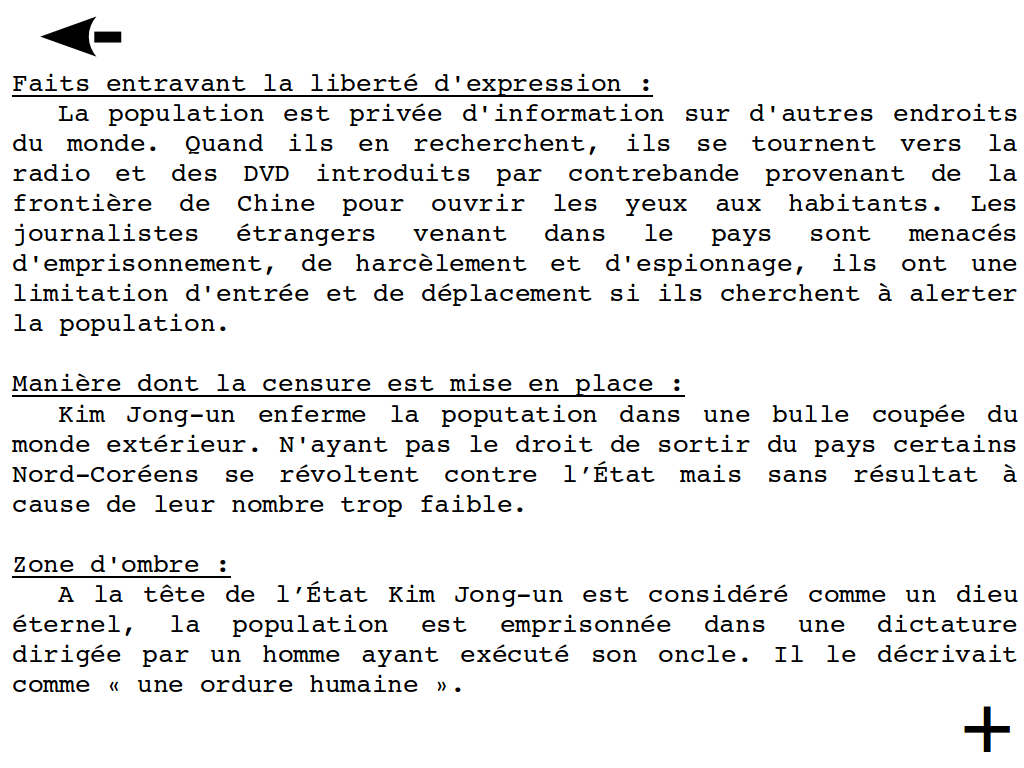 Faits entravant la liberté d'expression :
La population est privée d'information sur d'autres endroits
du monde. Quand ils en recherchent, ils se tournent vers la
radio et des DVD introduits par contrebande provenant de la
frontière de Chine pour ouvrir les yeux aux habitants. Les
journalistes étrangers venant dans le pays sont menacés
d'emprisonnement, de harcèlement et d'espionnage, ils ont une
limitation d'entrée et de déplacement si ils cherchent à alerter
la population.
Manière dont la censure est mise en place :
Kim Jong-un enferme la poputation dans une bulle coupée du
monde extérieur. N'ayant pas le droit de sortir du pays certains
Nord-Coréens se révoltent contre l’État mais sans résultat à
cause de leur nombre trop faible.
Zone d'ombre :
A la tête de l’État Kim Jong-un est considéré comme un dieu
éternel, la population est emprisonnée dans une dictature
dirigée par un homme ayant exécuté son oncle. Il le décrivait
comme « une ordure humaine ».